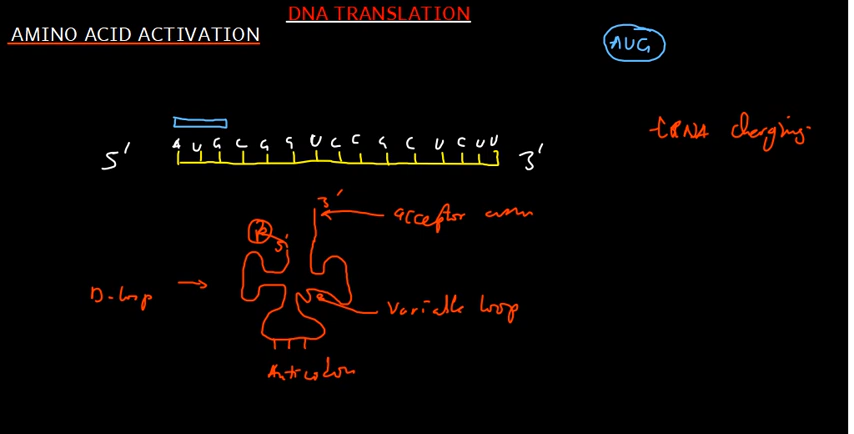 DNA TRANSLATION
AMINO ACID ACTIVATION
AUG
tRNA charging.
5' A U G C G G U C C G C U C U U 3'
3'
acceptor arm
P
5'
D-loop
Variable loop
Anticodon